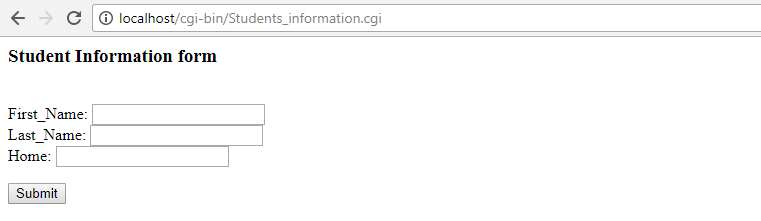 localhost/cgi-bin/Students_information.cgi
Student Information form
First_Name:
Last_Name:
Home:
Submit